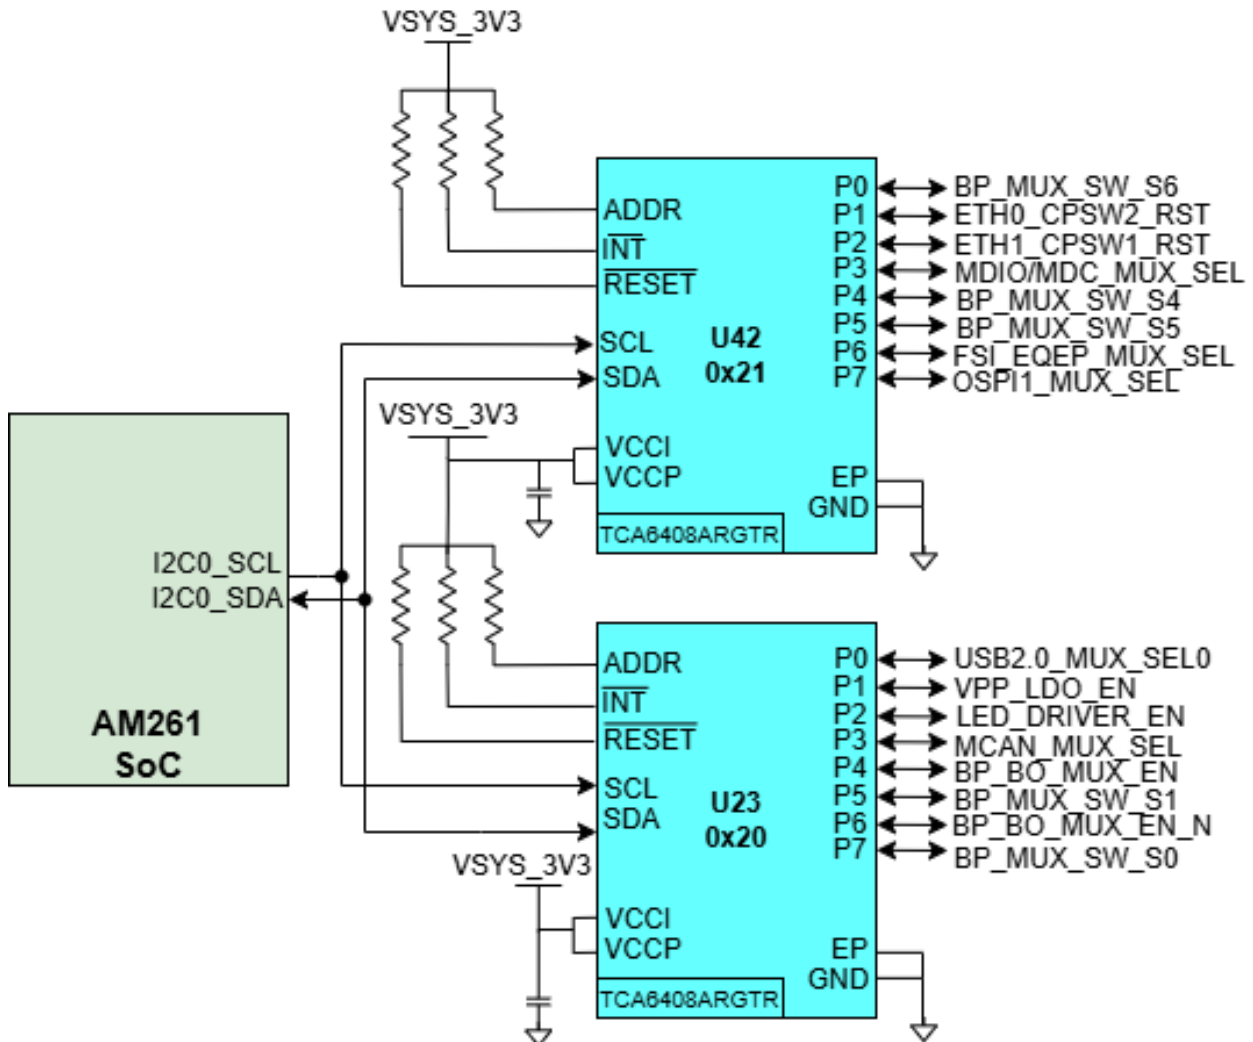 VSYS_3V3
ADDR
INT
RESET
SCL
SDA
U42
0x21
VCCI
VCCP
TCA6408ARGTR
P0
P1
P2
P3
P4
P5
P6
P7
EP
GND
BP_MUX_SW_S6
ETH0_CPSW2_RST
ETH1_CPSW1_RST
MDIO/MDC_MUX_SEL
BP_MUX_SW_S4
BP_MUX_SW_S5
FSI_EQEP_MUX_SEL
OSPI1_MUX_SEL
VSYS_3V3
I2C0_SCL
I2C0_SDA
AM261
SoC
ADDR
INT
RESET
SCL
SDA
U23
0x20
VSYS_3V3
VCCI
VCCP
TCA6408ARGTR
P0
P1
P2
P3
P4
P5
P6
P7
EP
GND
USB2.0_MUX_SEL0
VPP_LDO_EN
LED_DRIVER_EN
MCAN_MUX_SEL
BP_BO_MUX_EN
BP_MUX_SW_S1
BP_BO_MUX_EN_N
BP_MUX_SW_S0